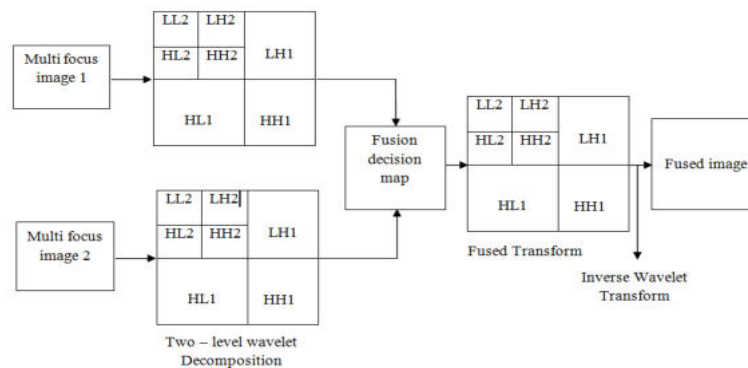 Multi focus
image 1
LL2 LH2
HL2 HH2
LH1
HL1
HH1
Multi focus
image 2
LL2 LH2
HL2 HH2
LH1
HL1
HH1
Two – level wavelet
Decomposition
Fusion
decision
map
LL2 LH2
HL2 HH2
LH1
HL1
HH1
Fused Transform
Inverse Wavelet
Transform
Fused image